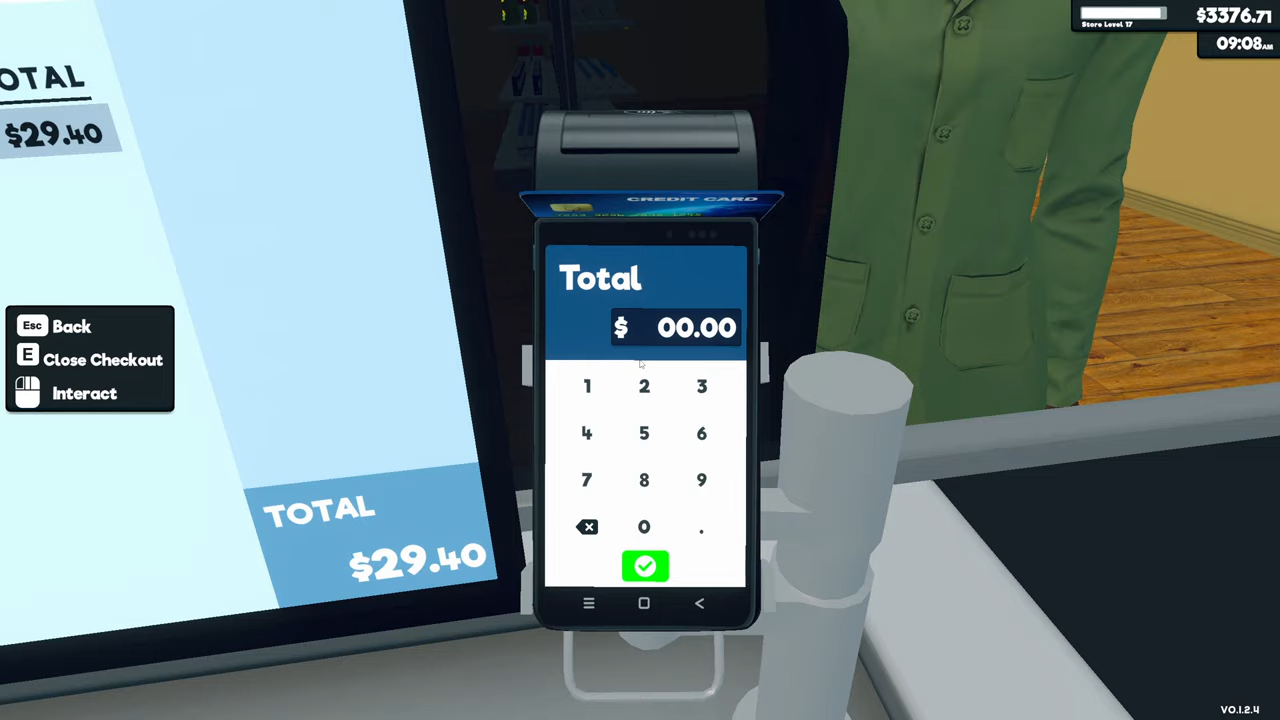 $3376.71
Store Level 17
09:08AM
OTAL
$29.40
CREDIT CARD
Total
$ 00.00
Esc Back
E Close Checkout
Interact
1 2 3
4 5 6
7 8 9
0 .
TOTAL
$29.40
V0.1.2.4